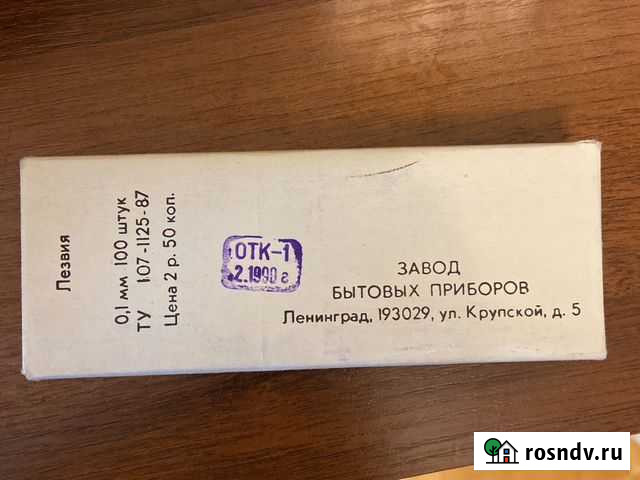 Лезвия
0,1 мм 100 штук
ТУ 107-1125-87
Цена 2 р. 50 коп.
ОТК-1
2.1990 г
ЗАВОД
БЫТОВЫХ ПРИБОРОВ
Ленинград, 193029, ул. Крупской, д. 5
rosndv.ru